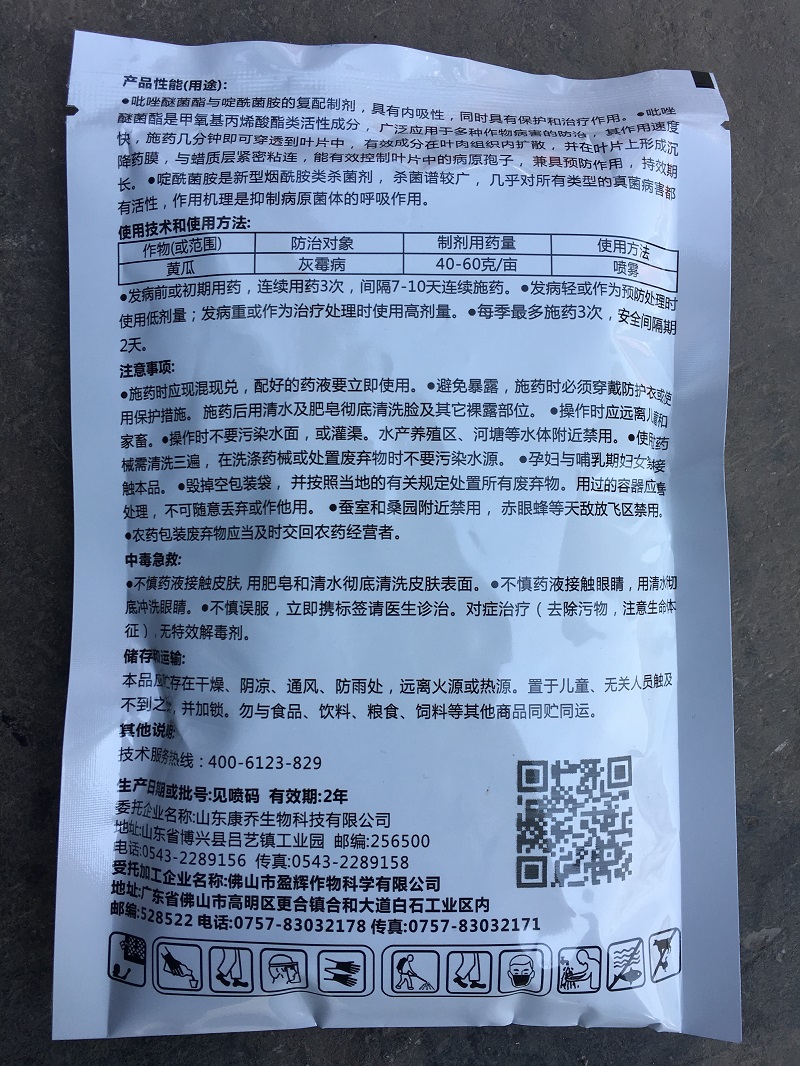 产品性能(用途):
●吡唑醚菌酯与啶酰菌胺的复配制剂，具有内吸性，同时具有保护和治疗作用。●吡唑
醚菌酯是甲氧基丙烯酸酯类活性成分，广泛应用于多种作物病害的防治，其作用速度
快，施药几分钟即可穿透到叶片中，有效成分在叶肉组织内扩散，并在叶片上形成沉
降药膜，与蜡质层紧密粘连，能有效控制叶片中的病原孢子，兼具预防作用，持效期
长。●啶酰菌胺是新型烟酰胺类杀菌剂，杀菌谱较广，几乎对所有类型的真菌病害都
有活性，作用机理是抑制病原菌体的呼吸作用。
使用技术和使用方法:
作物(或范围) 防治对象 制剂用药量 使用方法
黄瓜 灰霉病 40-60克/亩 喷雾
●发病前或初期用药，连续用药3次，间隔7-10天连续施药。●发病轻或作为预防处理时
使用低剂量；发病重或作为治疗处理时使用高剂量。●每季最多施药3次，安全间隔期
2天。
注意事项:
●施药时应现混现兑，配好的药液要立即使用。●避免暴露，施药时必须穿戴防护衣或使
用保护措施。施药后用清水及肥皂彻底清洗脸及其它裸露部位。●操作时应远离儿童和
家畜。●操作时不要污染水面，或灌渠。水产养殖区、河塘等水体附近禁用。●使用药
械需清洗三遍，在洗涤药械或处置废弃物时不要污染水源。●孕妇与哺乳期妇女禁接
触本品。●毁掉空包装袋，并按照当地的有关规定处置所有废弃物。用过的容器应善
处理，不可随意丢弃或作他用。●蚕室和桑园附近禁用，赤眼蜂等天敌放飞区禁用。
●农药包装废弃物应当及时交回农药经营者。
中毒急救:
●不慎药液接触皮肤,用肥皂和清水彻底清洗皮肤表面。●不慎药液接触眼睛，用清水彻
底冲洗眼睛。●不慎误服，立即携标签请医生诊治。对症治疗（去除污物，注意生命体
征）,无特效解毒剂。
储存和运输:
本品应贮存在干燥、阴凉、通风、防雨处，远离火源或热源。置于儿童、无关人员触及
不到之处,并加锁。勿与食品、饮料、粮食、饲料等其他商品同贮同运。
其他说明:
技术服务热线：400-6123-829
生产日期或批号:见喷码 有效期:2年
委托企业名称:山东康乔生物科技有限公司
地址:山东省博兴县吕艺镇工业园 邮编:256500
电话:0543-2289156 传真:0543-2289158
受托加工企业名称:佛山市盈辉作物科学有限公司
地址:广东省佛山市高明区更合镇合和大道白石工业区内
邮编:528522 电话:0757-83032178 传真:0757-83032171